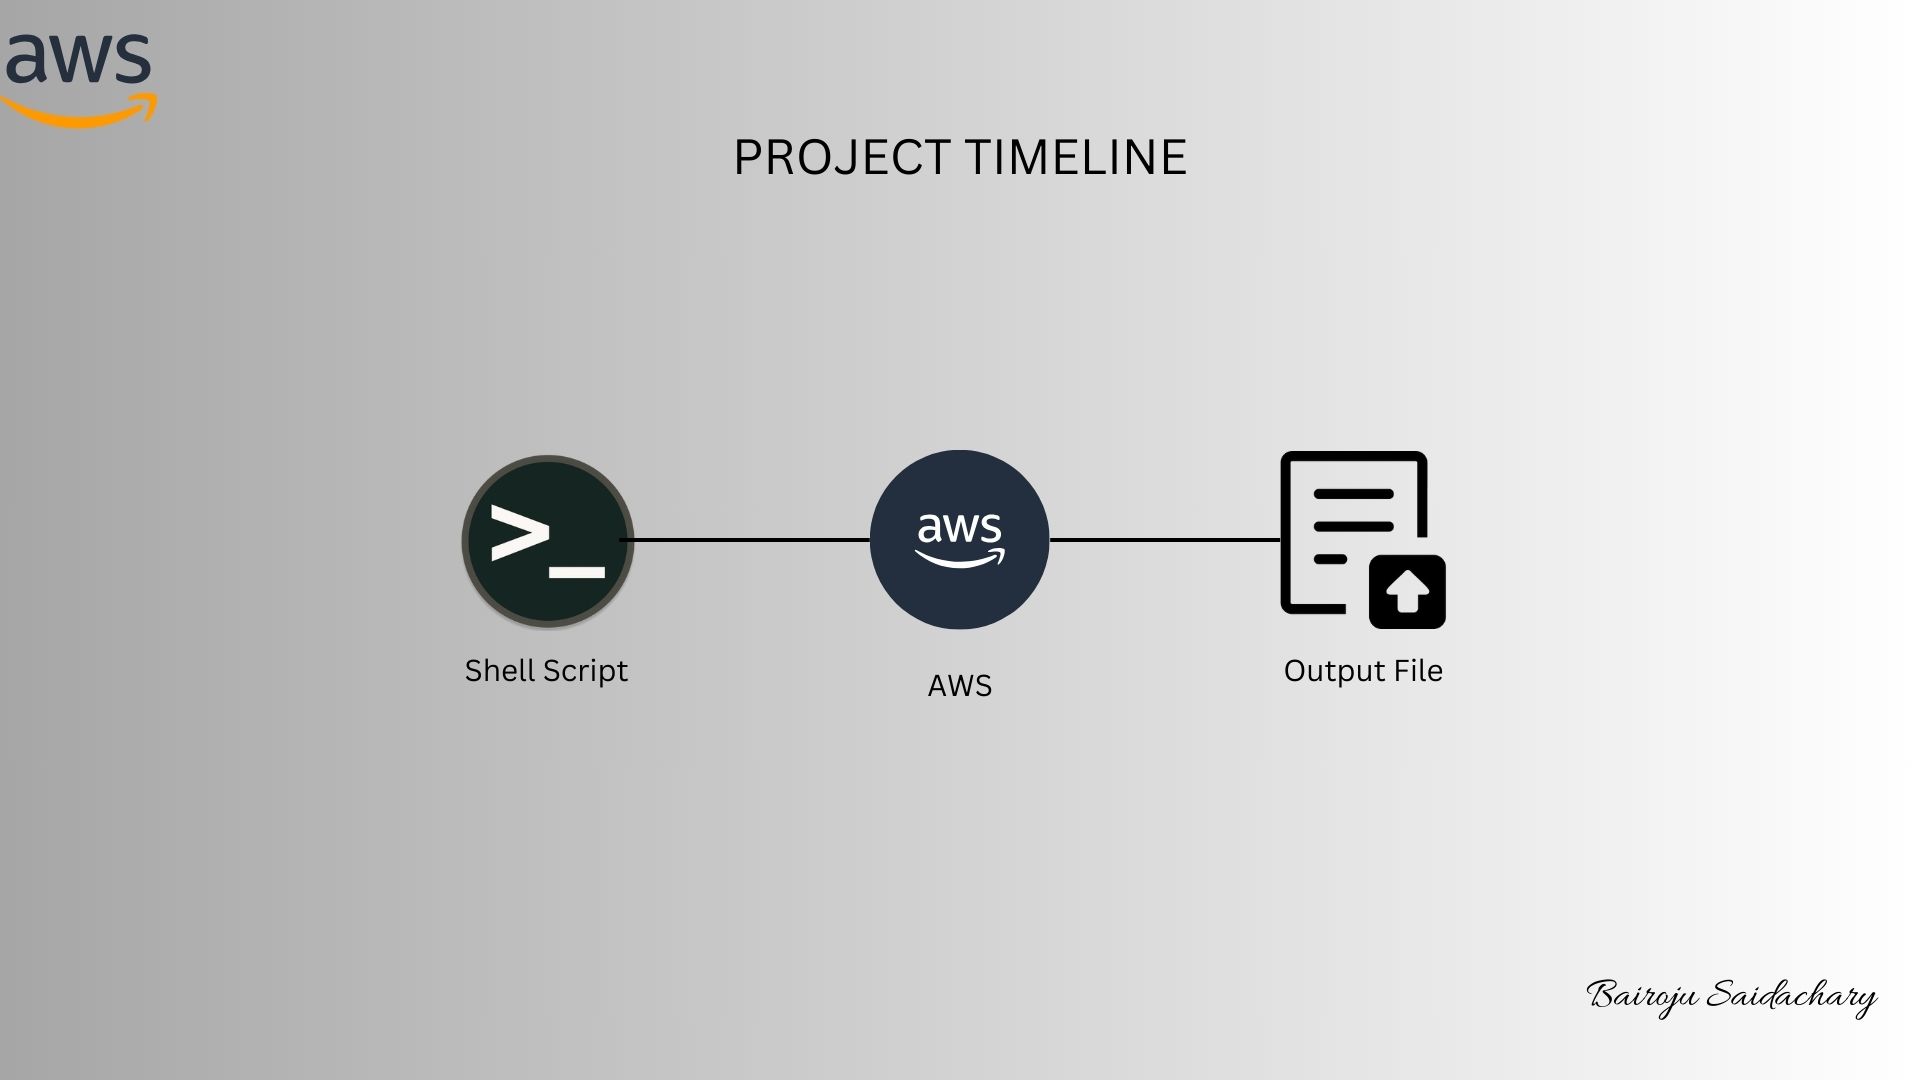 aws
PROJECT TIMELINE
>_
aws
Shell Script
AWS
Output File
Bairoju Saidachary